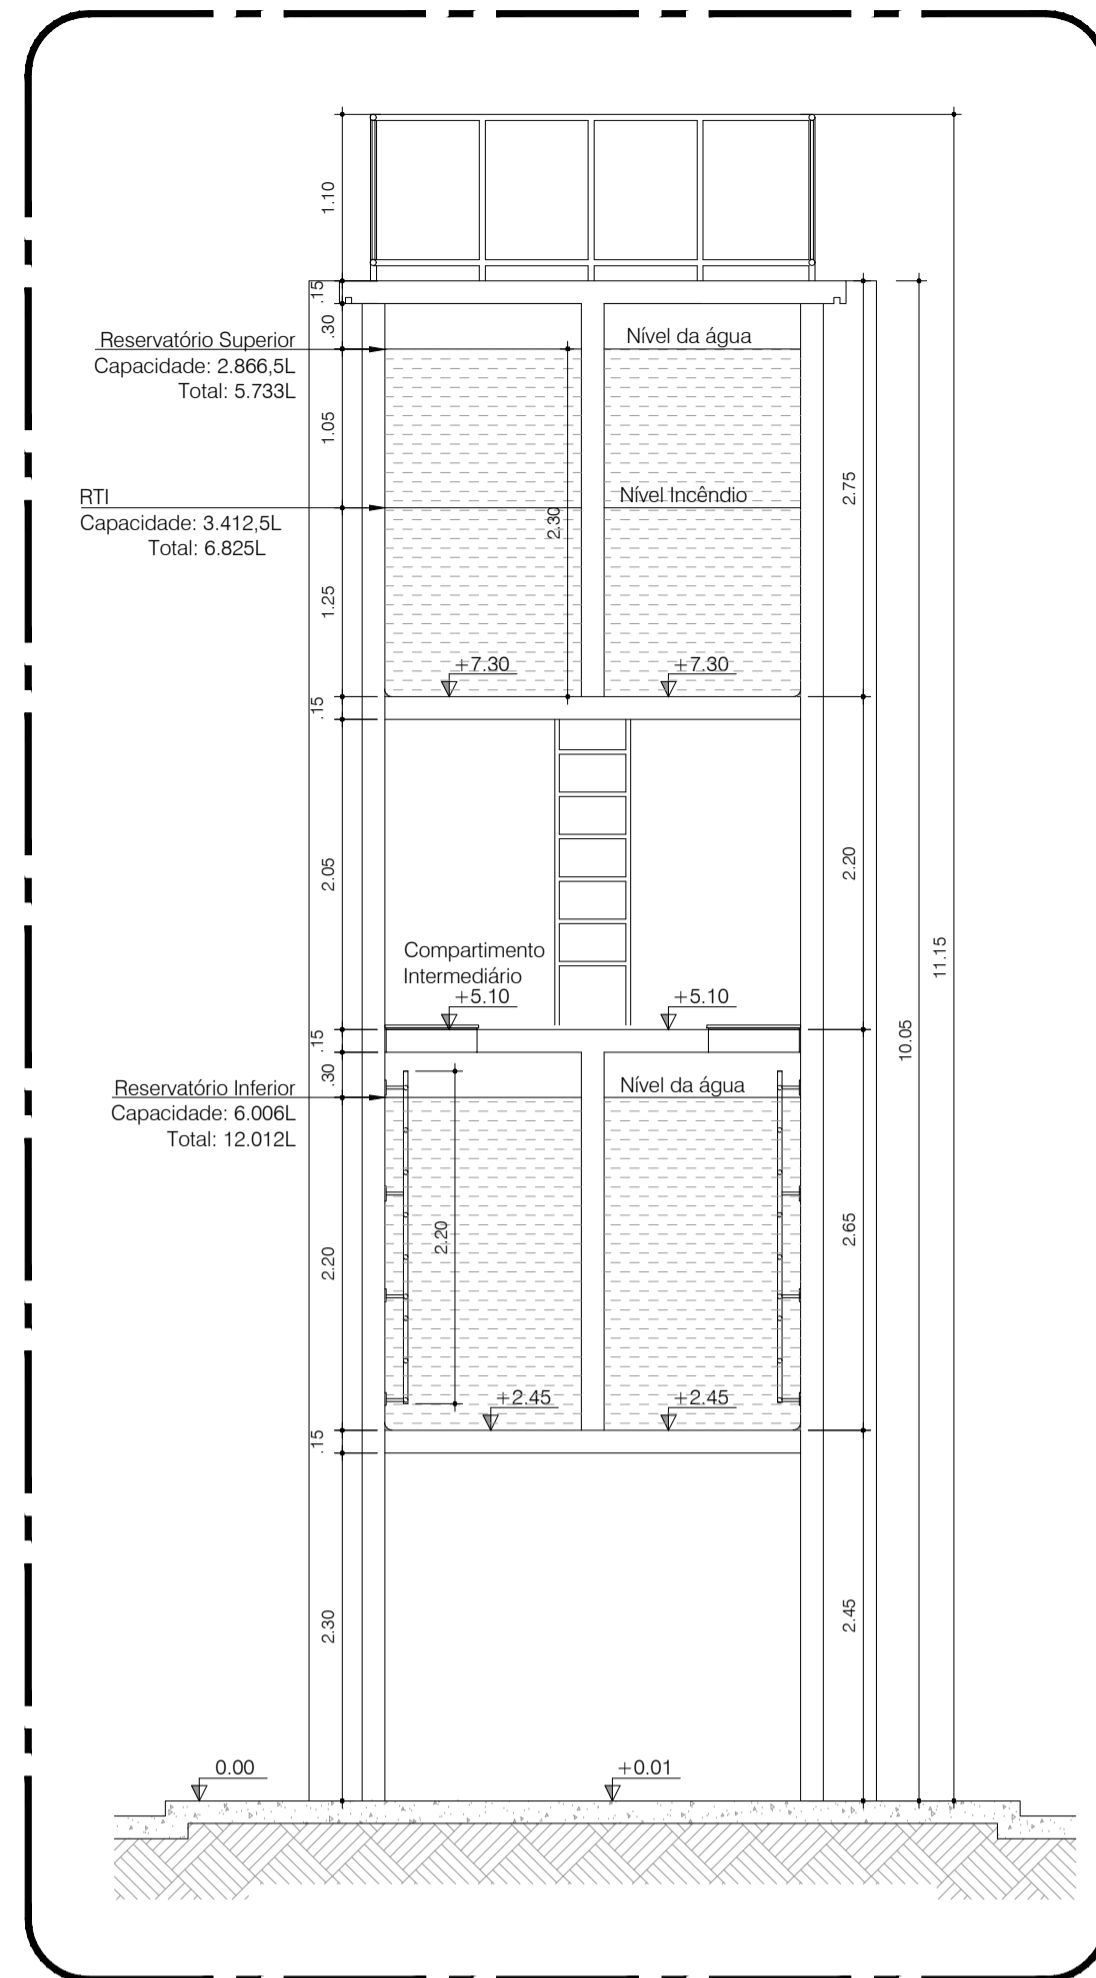 1.10
.15
.30
Reservatório Superior
Capacidade: 2.866,5L
Total: 5.733L
Nível da água
1.05
2.75
RTI
Capacidade: 3.412,5L
Total: 6.825L
Nível Incêndio
2.30
1.25
+7.30
+7.30
.15
2.05
2.20
Compartimento
Intermediário
+5.10
+5.10
11.15
10.05
.15
.30
Reservatório Inferior
Capacidade: 6.006L
Total: 12.012L
Nível da água
2.20
2.20
2.65
+2.45
+2.45
.15
2.30
2.45
0.00
+0.01